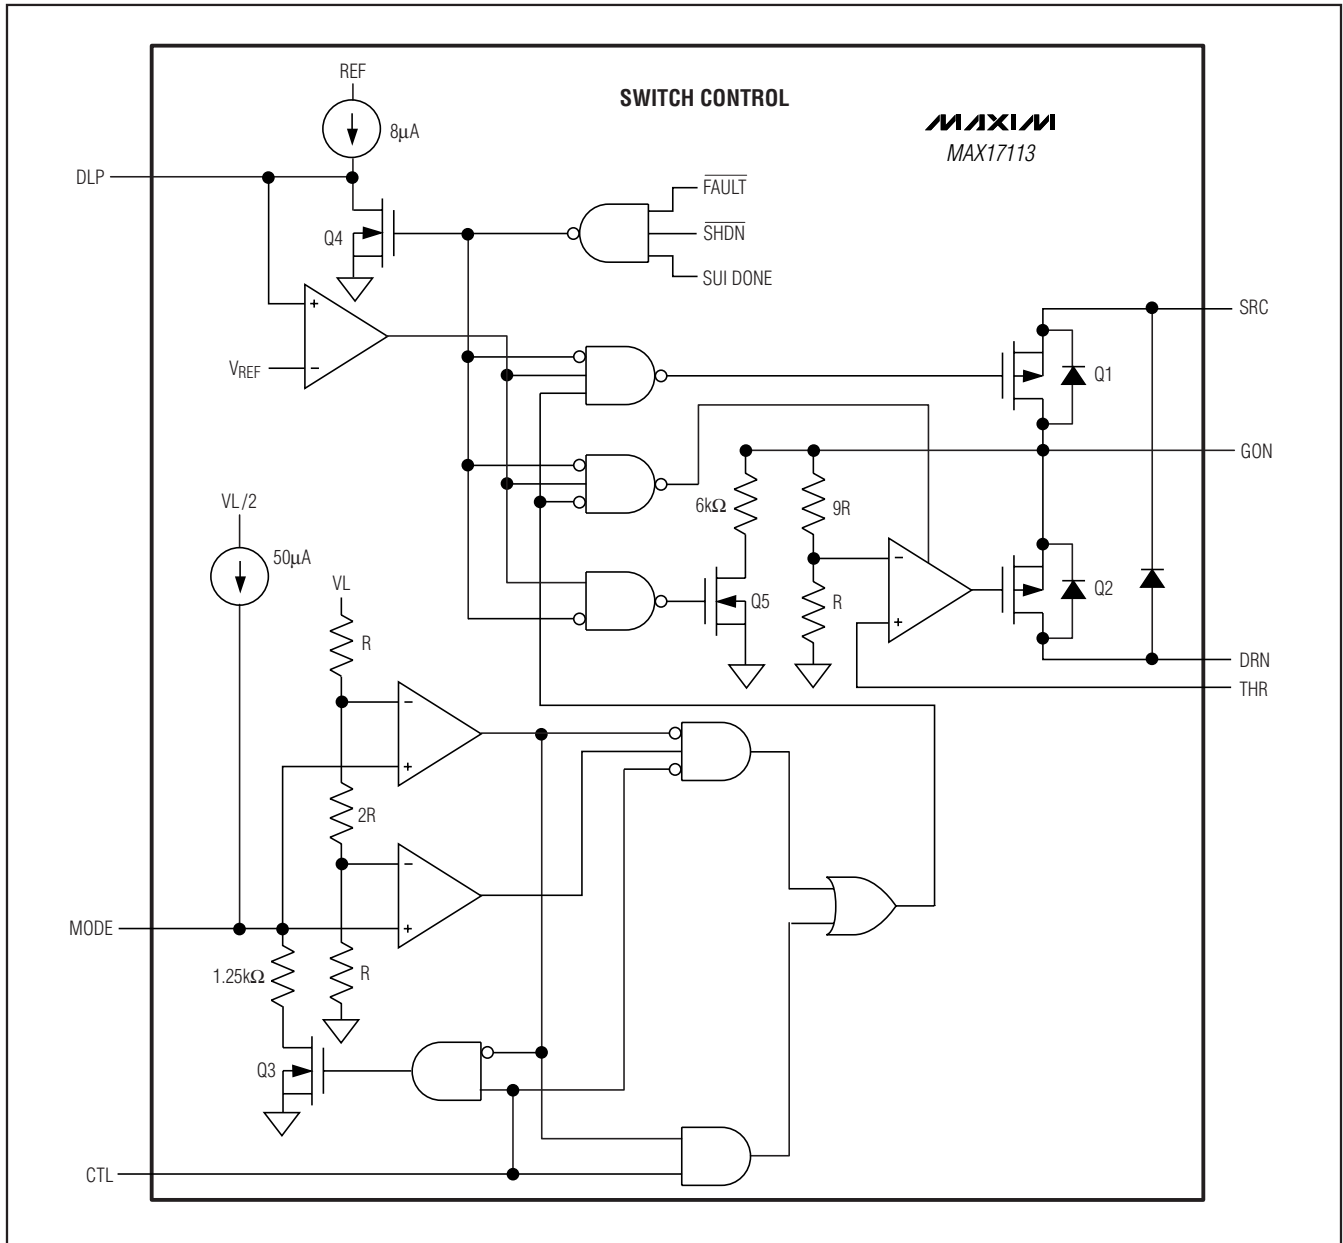 REF
SWITCH CONTROL
MAXIM
MAX17113
8µA
DLP
FAULT
SHDN
SUI DONE
Q4
VREF
SRC
Q1
GON
6kΩ
9R
VL/2
50µA
VL
Q5
R
Q2
R
DRN
THR
2R
MODE
1.25kΩ
R
Q3
CTL
+
−
−
+
−
+
−
+